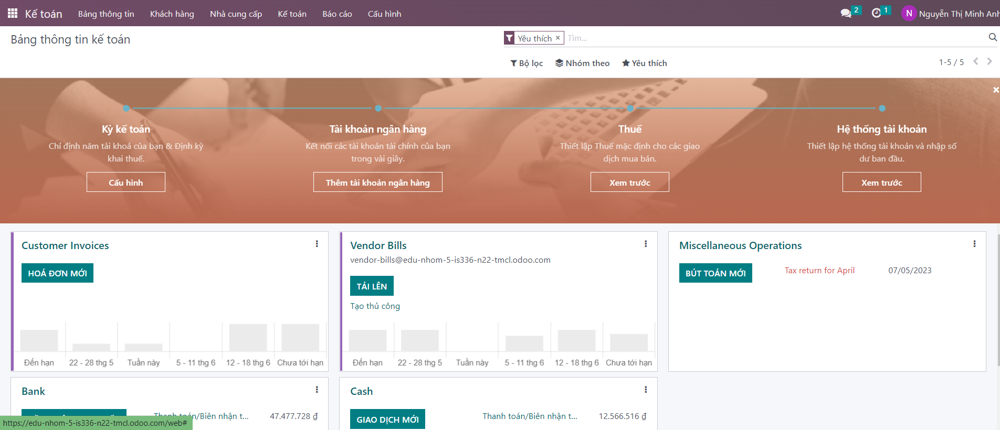 Kế toán Bảng thông tin Khách hàng Nhà cung cấp Kế toán Báo cáo Cấu hình 2 1 N Nguyễn Thị Minh Anh
Bảng thông tin kế toán
Yêu thích × Tìm...
Bộ lọc Nhóm theo Yêu thích 1-5 / 5
Kỳ kế toán
Chỉ định năm tài khoá của bạn & Định kỳ
khai thuế.
Cấu hình
Tài khoản ngân hàng
Kết nối các tài khoản tài chính của bạn
trong vài giây.
Thêm tài khoản ngân hàng
Thuế
Thiết lập Thuế mặc định cho các giao
dịch mua bán.
Xem trước
Hệ thống tài khoản
Thiết lập hệ thống tài khoản và nhập số
dư ban đầu.
Xem trước
Customer Invoices
HOÁ ĐƠN MỚI
Đến hạn 22 - 28 thg 5 Tuần này 5 - 11 thg 6 12 - 18 thg 6 Chưa tới hạn
Vendor Bills
vendor-bills@edu-nhom-5-is336-n22-tmcl.odoo.com
TẢI LÊN
Tạo thủ công
Đến hạn 22 - 28 thg 5 Tuần này 5 - 11 thg 6 12 - 18 thg 6 Chưa tới hạn
Miscellaneous Operations
BÚT TOÁN MỚI Tax return for April 07/05/2023
Bank
Thanh toán/Biên nhận t... 47.477.728 ₫
Cash
GIAO DỊCH MỚI Thanh toán/Biên nhận t... 12.566.516 ₫
https://edu-nhom-5-is336-n22-tmcl.odoo.com/web#